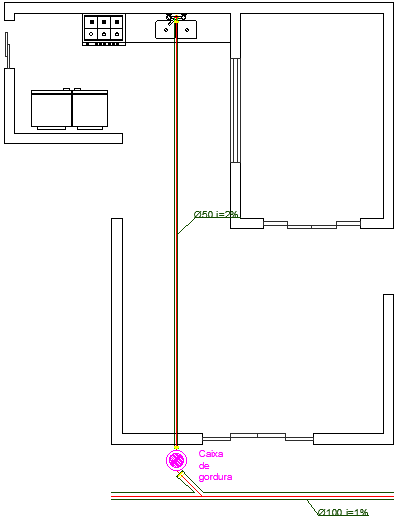 Ø50 i=2%
Caixa
de
gordura
Ø100 i=1%